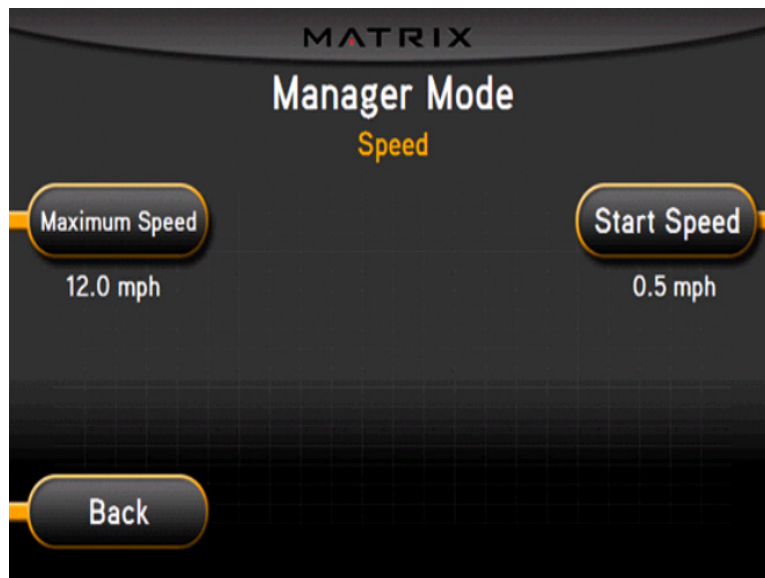 MATRIX
Manager Mode
Speed
Maximum Speed
Start Speed
12.0 mph
0.5 mph
Back